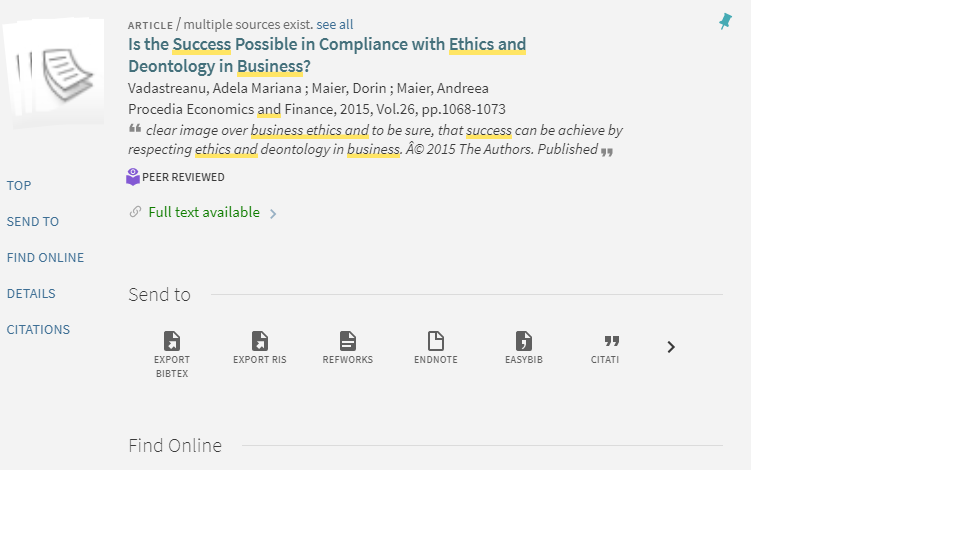 ARTICLE / multiple sources exist. see all
Is the Success Possible in Compliance with Ethics and
Deontology in Business?
Vadastreanu, Adela Mariana ; Maier, Dorin ; Maier, Andreea
Procedia Economics and Finance, 2015, Vol.26, pp.1068-1073
❝ clear image over business ethics and to be sure, that success can be achieve by
respecting ethics and deontology in business. Â© 2015 The Authors. Published ❞
PEER REVIEWED
Full text available
TOP
SEND TO
FIND ONLINE
DETAILS
CITATIONS
Send to
EXPORT
BIBTEX
EXPORT RIS
REFWORKS
ENDNOTE
EASYBIB
CITATI
Find Online